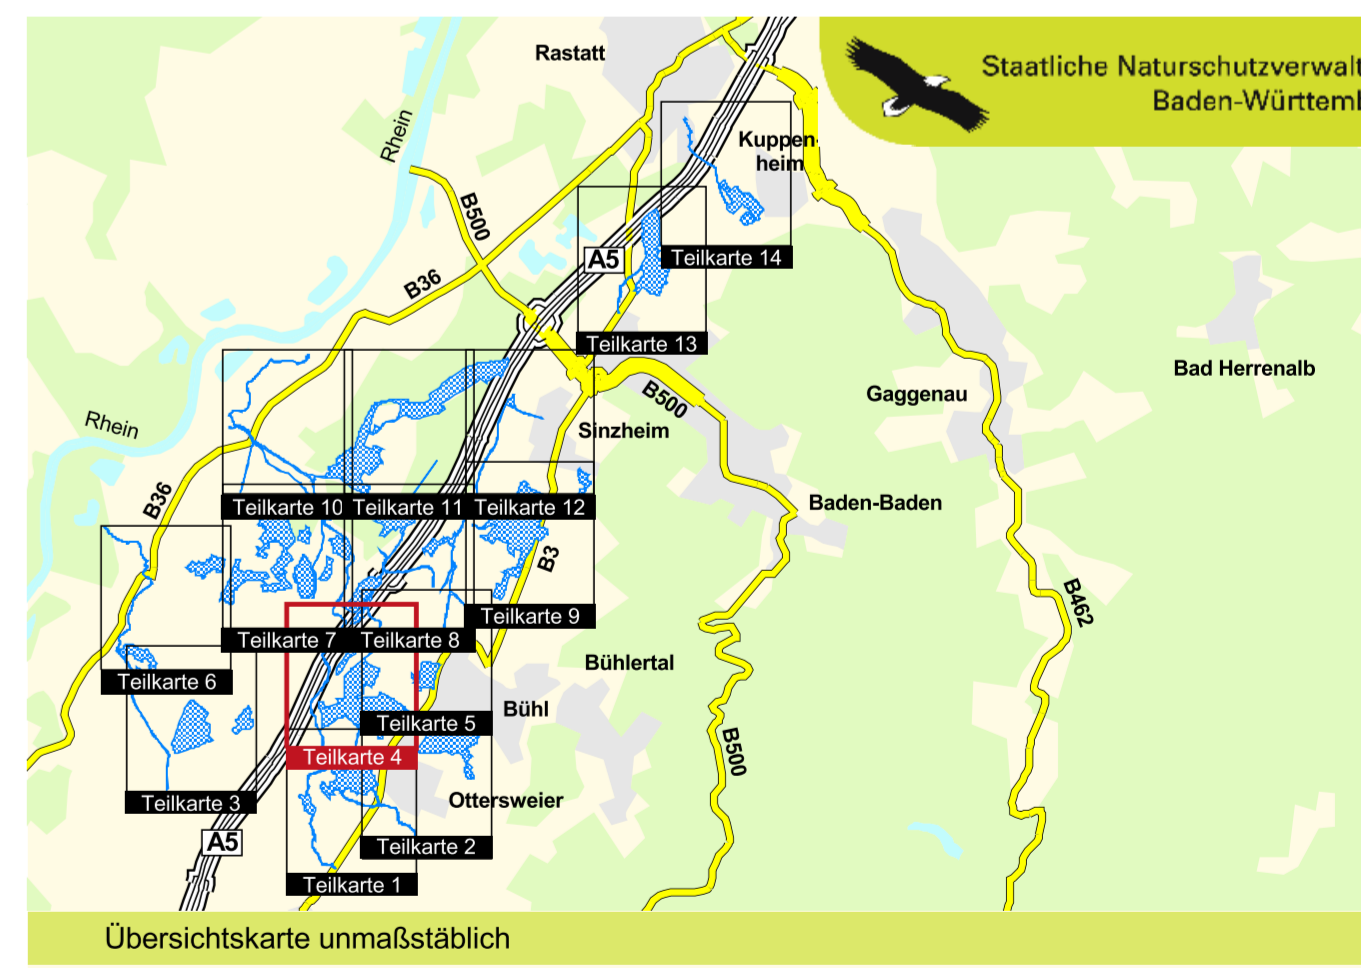 Rastatt
Staatliche Naturschutzverwalt
Baden-Württemb
Rhein
Kuppen-
heim
B500
Teilkarte 14
A5
B36
Teilkarte 13
Bad Herrenalb
Gaggenau
B500
Rhein
Sinzheim
B36
Teilkarte 10
Teilkarte 11
Teilkarte 12
Baden-Baden
B3
B462
Teilkarte 9
Teilkarte 7
Teilkarte 8
Bühlertal
Teilkarte 6
Bühl
Teilkarte 5
B500
Teilkarte 4
Teilkarte 3
Ottersweier
A5
Teilkarte 2
Teilkarte 1
Übersichtskarte unmaßstäblich